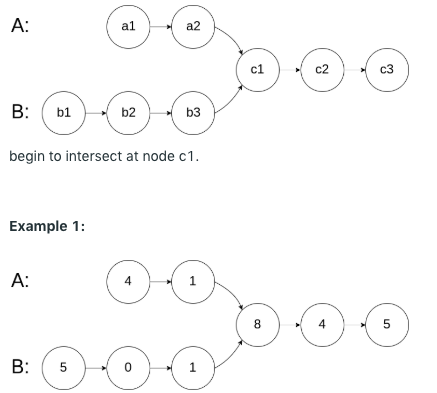 A:
a1 a2
c1 c2 c3
B: b1 b2 b3
begin to intersect at node c1.
Example 1:
A:
4 1
8 4 5
B: 5 0 1